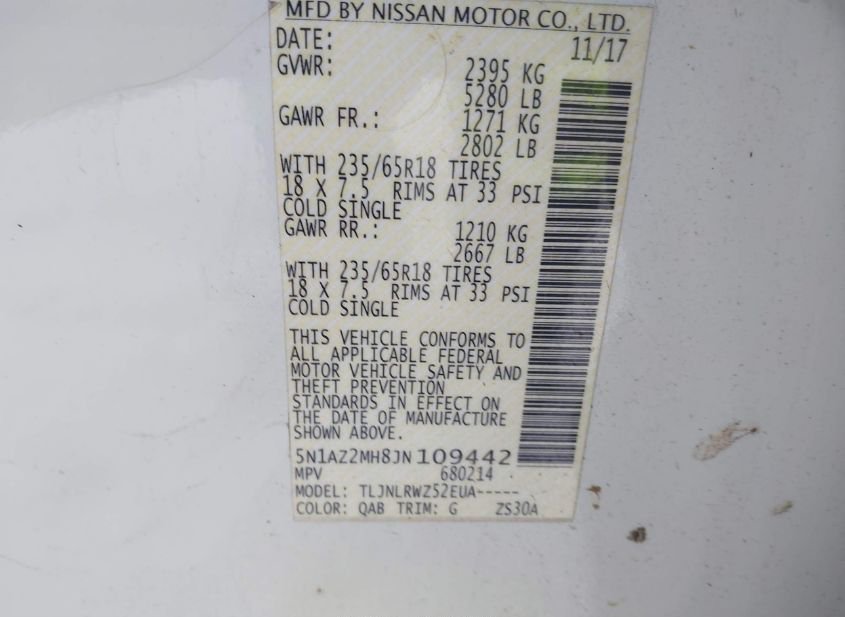 MFD BY NISSAN MOTOR CO., LTD.
DATE: 11/17
GVWR: 2395 KG
5280 LB
GAWR FR.: 1271 KG
2802 LB
WITH 235/65R18 TIRES
18 X 7.5 RIMS AT 33 PSI
COLD SINGLE
GAWR RR.: 1210 KG
2667 LB
WITH 235/65R18 TIRES
18 X 7.5 RIMS AT 33 PSI
COLD SINGLE
THIS VEHICLE CONFORMS TO
ALL APPLICABLE FEDERAL
MOTOR VEHICLE SAFETY AND
THEFT PREVENTION
STANDARDS IN EFFECT ON
THE DATE OF MANUFACTURE
SHOWN ABOVE.
5N1AZ2MH8JN109442
MPV 680214
MODEL: TLJNLRWZ52EUA-----
COLOR: QAB TRIM: G ZS30A